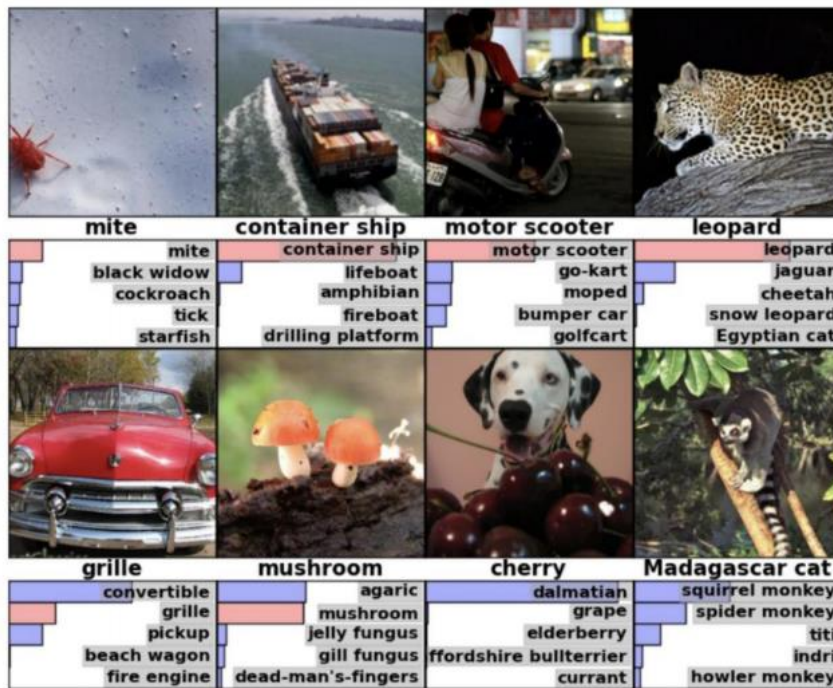 mite container ship motor scooter leopard
mite container ship motor scooter leopard
black widow lifeboat go-kart jaguar
cockroach amphibian moped cheetah
tick fireboat bumper car snow leopard
starfish drilling platform golfcart Egyptian cat
grille mushroom cherry Madagascar cat
convertible agaric dalmatian squirrel monkey
grille mushroom grape spider monkey
pickup jelly fungus elderberry titi
beach wagon gill fungus ffordshire bullterrier indri
fire engine dead-man's-fingers currant howler monkey